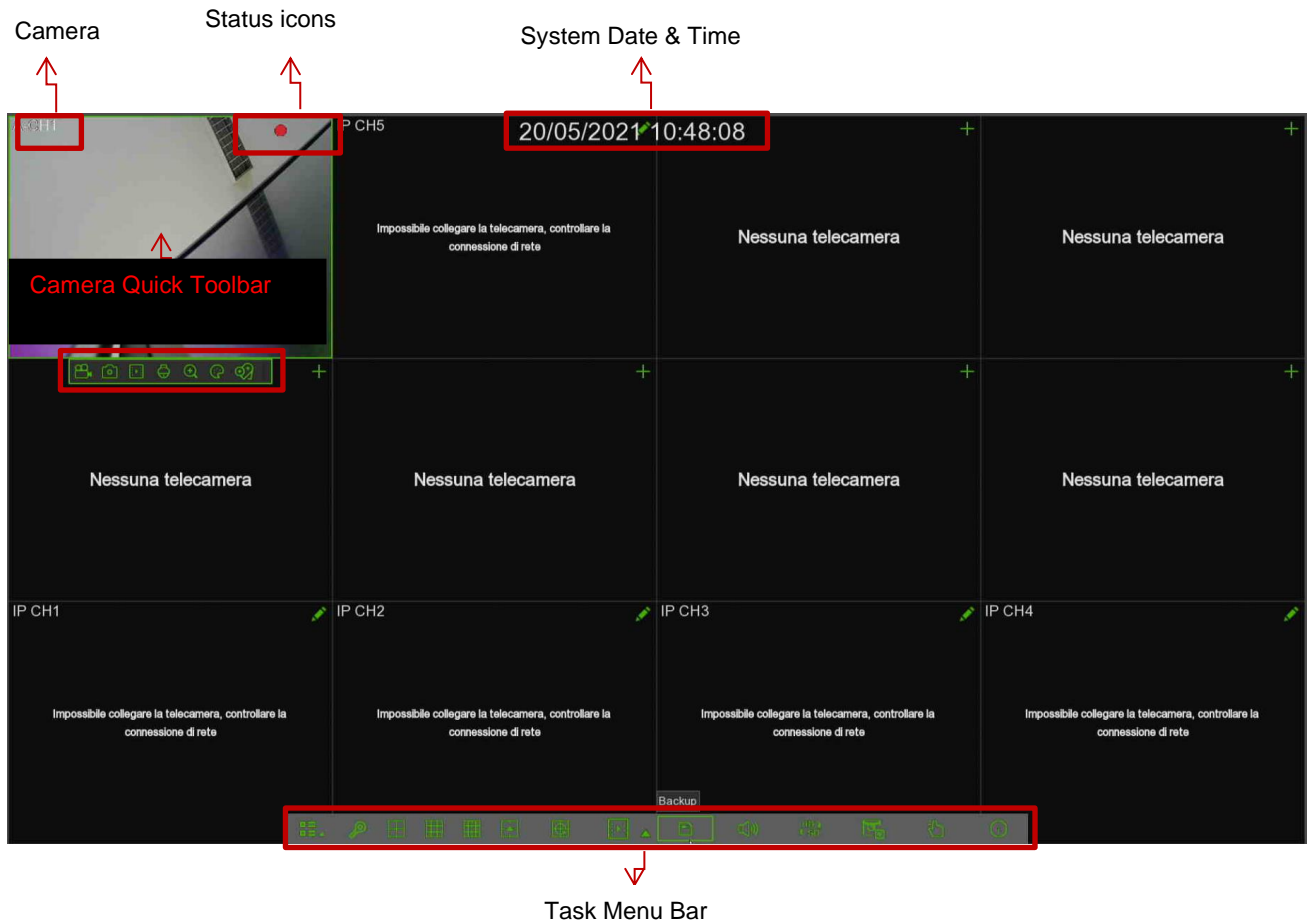 Camera
Status icons
System Date & Time
IP CH5
20/05/2021 10:48:08
Impossibile collegare la telecamera, controllare la
connessione di rete
Nessuna telecamera
Nessuna telecamera
Camera Quick Toolbar
Nessuna telecamera
Nessuna telecamera
Nessuna telecamera
Nessuna telecamera
IP CH1
IP CH2
IP CH3
IP CH4
Impossibile collegare la telecamera, controllare la
connessione di rete
Impossibile collegare la telecamera, controllare la
connessione di rete
Impossibile collegare la telecamera, controllare la
connessione di rete
Impossibile collegare la telecamera, controllare la
connessione di rete
Backup
Task Menu Bar